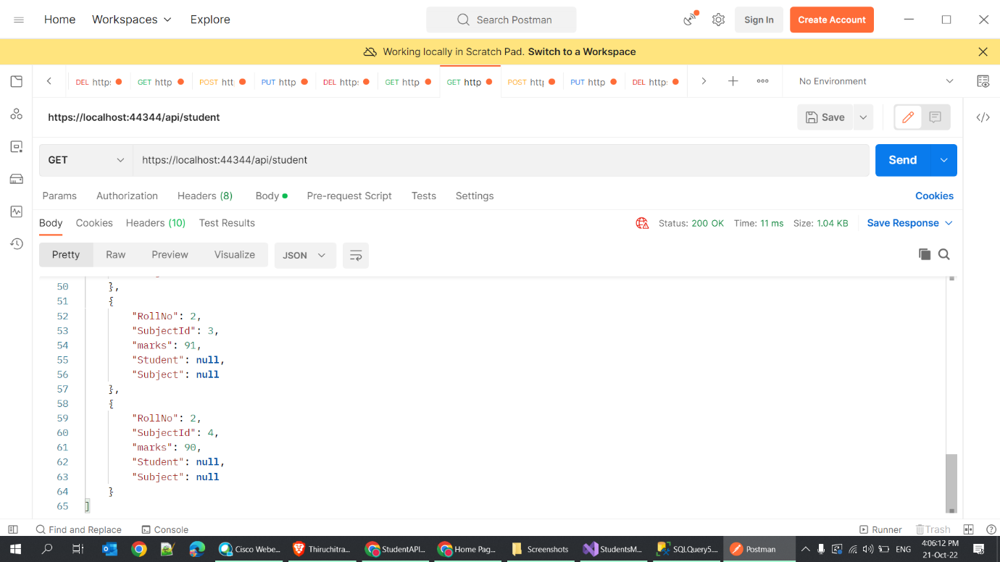 Home Workspaces Explore Search Postman Sign In Create Account
Working locally in Scratch Pad. Switch to a Workspace
DEL http: GET http POST htt PUT http DEL http: GET http GET http POST htt PUT http DEL http: No Environment
https://localhost:44344/api/student Save
GET https://localhost:44344/api/student Send
Params Authorization Headers (8) Body Pre-request Script Tests Settings Cookies
Body Cookies Headers (10) Test Results Status: 200 OK Time: 11 ms Size: 1.04 KB Save Response
Pretty Raw Preview Visualize JSON
50 },
51 {
52 "RollNo": 2,
53 "SubjectId": 3,
54 "marks": 91,
55 "Student": null,
56 "Subject": null
57 },
58 {
59 "RollNo": 2,
60 "SubjectId": 4,
61 "marks": 90,
62 "Student": null,
63 "Subject": null
64 }
65 ]
Find and Replace Console Runner Trash
Cisco Webe... Thiruchitra... StudentAPI... Home Pag... Screenshots StudentsM... SQLQuery5.... Postman ENG 4:06:12 PM
21-Oct-22